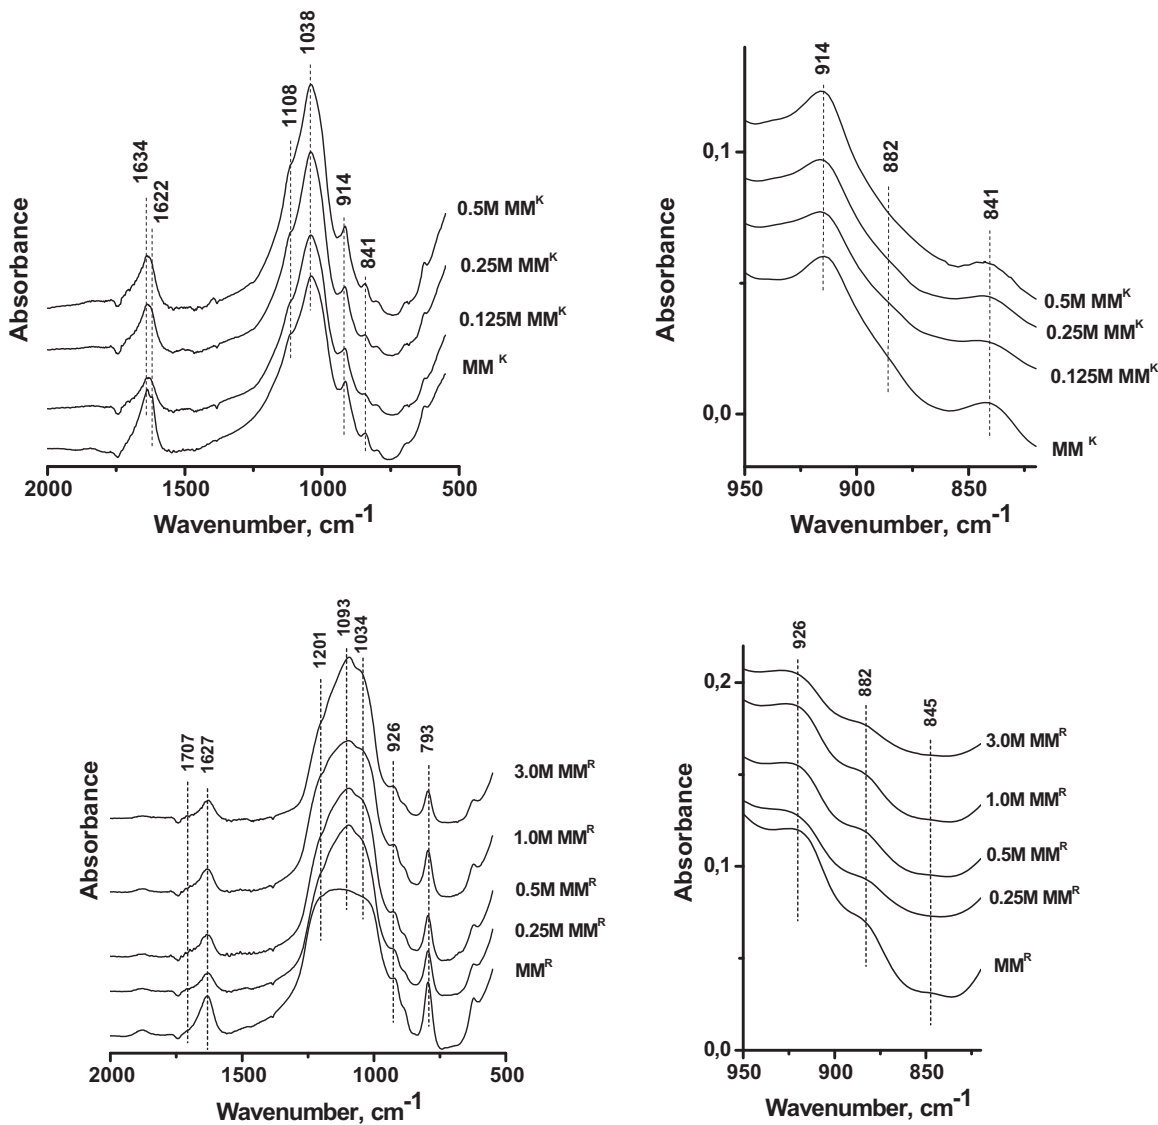 1634
1622
1108
1038
914
841
0.5M MM^K
0.25M MM^K
0.125M MM^K
MM^K
Absorbance
2000
1500
1000
500
Wavenumber, cm-1
914
882
841
0,1
0,0
0.5M MM^K
0.25M MM^K
0.125M MM^K
MM^K
Absorbance
950
900
850
Wavenumber, cm-1
1707
1627
1201
1093
1034
926
793
3.0M MM^R
1.0M MM^R
0.5M MM^R
0.25M MM^R
MM^R
Absorbance
2000
1500
1000
500
Wavenumber, cm-1
926
882
845
0,2
0,1
0,0
3.0M MM^R
1.0M MM^R
0.5M MM^R
0.25M MM^R
MM^R
Absorbance
950
900
850
Wavenumber, cm-1